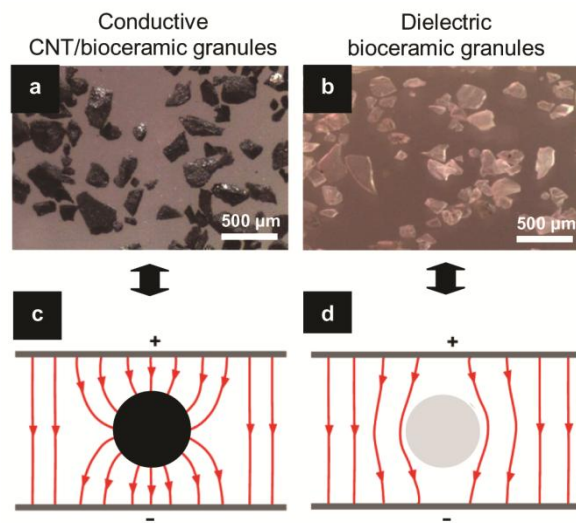 Conductive
CNT/bioceramic granules
Dielectric
bioceramic granules
a
500 µm
b
500 µm
c
+
-
d
+
-